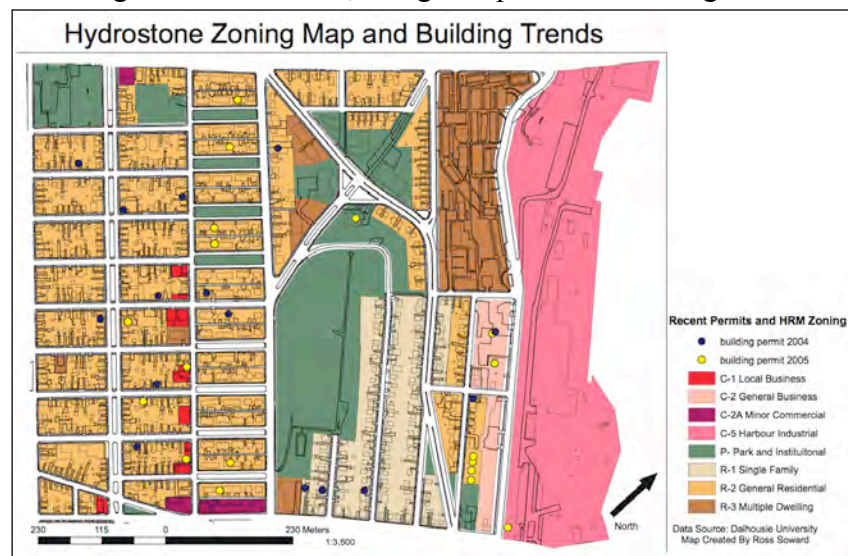 Hydrostone Zoning Map and Building Trends
Recent Permits and HRM Zoning
building permit 2004
building permit 2005
C-1 Local Business
C-2 General Business
C-2A Minor Commercial
C-5 Harbour Industrial
P- Park and Instituitonal
R-1 Single Family
R-2 General Residential
R-3 Multiple Dwelling
North
Data Source: Dalhousie University
Map Created By Ross Soward
230 115 0 230 Meters
1:3,500